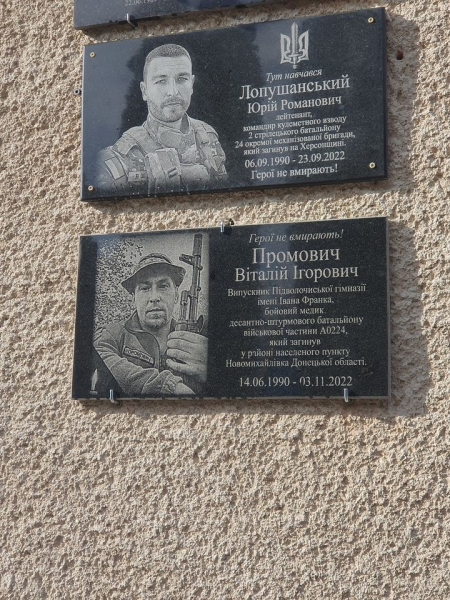 Тут навчався
Лопушанський
Юрій Романович
лейтенант,
командир кулеметного взводу
2 стрілецького батальйону
24 окремої механізованої бригади,
який загинув на Херсонщині.
06.09.1990 - 23.09.2022
Герої не вмирають!
Герої не вмирають!
Промович
Віталій Ігорович
Випускник Підволочиської гімназії
імені Івана Франка,
бойовий медик
десантно-штурмового батальйону
військової частини А0224,
який загинув
у районі населеного пункту
Новомихайлівка Донецької області.
14.06.1990 - 03.11.2022